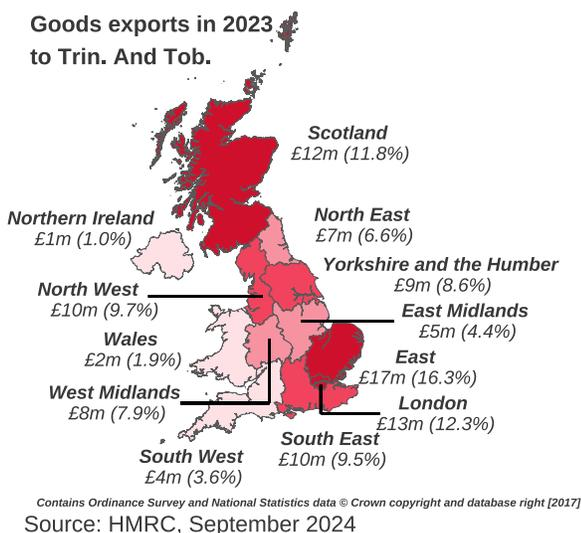 Goods exports in 2023
to Trin. And Tob.
Scotland
£12m (11.8%)
Northern Ireland
£1m (1.0%)
North East
£7m (6.6%)
Yorkshire and the Humber
£9m (8.6%)
North West
£10m (9.7%)
East Midlands
£5m (4.4%)
Wales
£2m (1.9%)
East
£17m (16.3%)
West Midlands
£8m (7.9%)
London
£13m (12.3%)
South East
£10m (9.5%)
South West
£4m (3.6%)
Contains Ordinance Survey and National Statistics data © Crown copyright and database right [2017]
Source: HMRC, September 2024